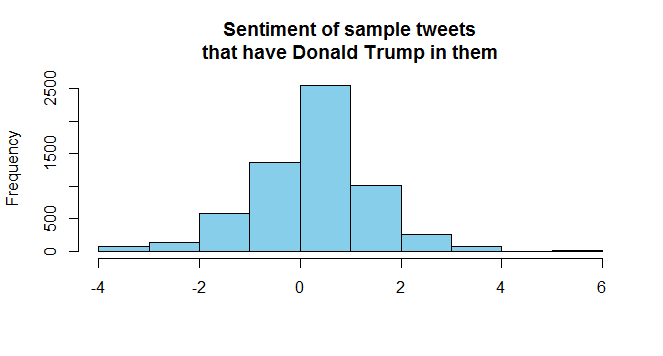 Sentiment of sample tweets
that have Donald Trump in them
Frequency
2500
1500
500
0
-4 -2 0 2 4 6